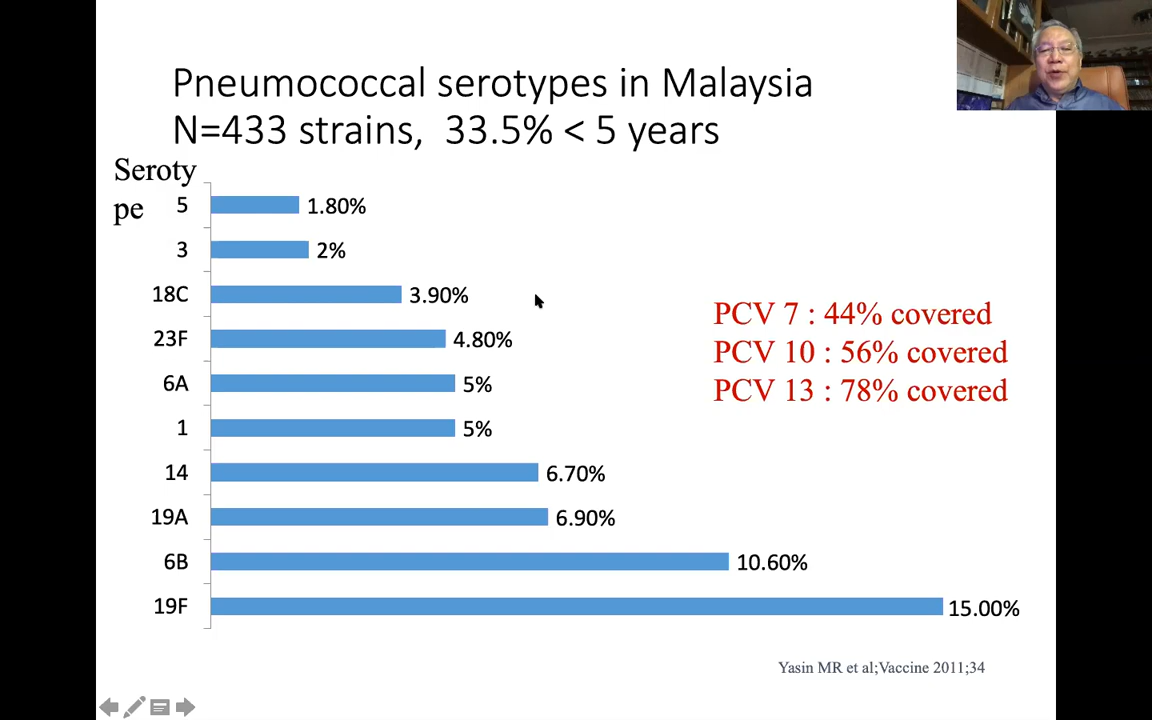 Pneumococcal serotypes in Malaysia
N=433 strains, 33.5% < 5 years
Seroty
pe
5 1.80%
3 2%
18C 3.90%
23F 4.80%
6A 5%
1 5%
14 6.70%
19A 6.90%
6B 10.60%
19F 15.00%
PCV 7 : 44% covered
PCV 10 : 56% covered
PCV 13 : 78% covered
Yasin MR et al;Vaccine 2011;34